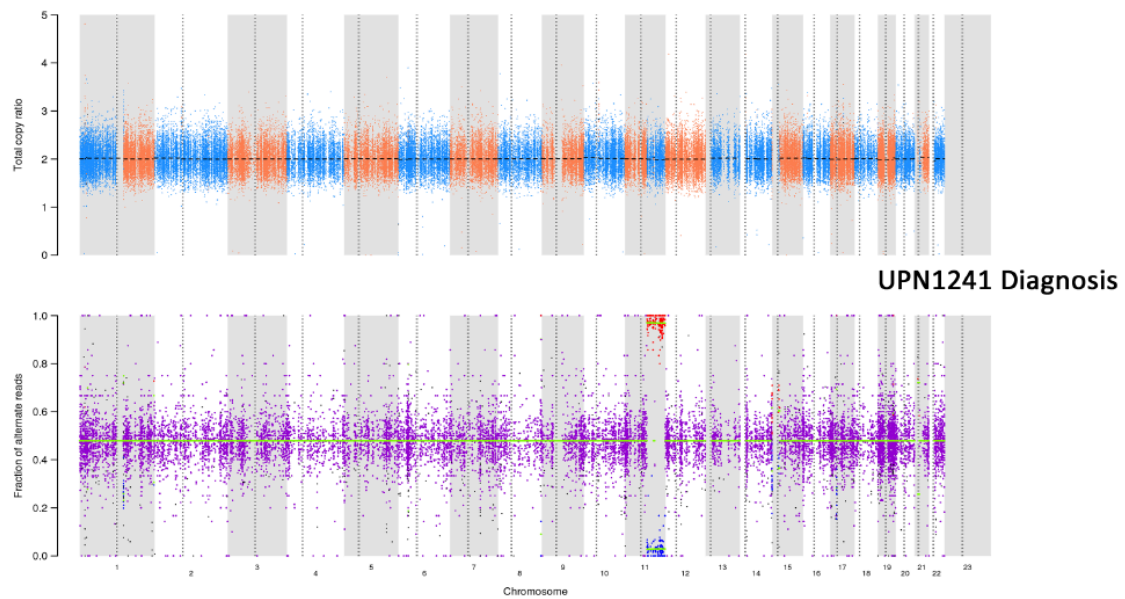 5
4
3
2
1
0
Total copy ratio
UPN1241 Diagnosis
1.0
0.8
0.6
0.4
0.2
0.0
Fraction of alternate reads
1 2 3 4 5 6 7 8 9 10 11 12 13 14 15 16 17 18 19 20 21 22 23
Chromosome